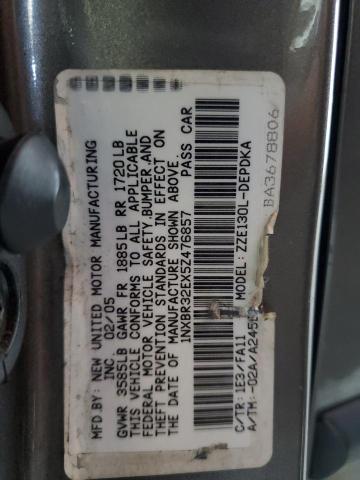 MFD. BY: NEW UNITED MOTOR MANUFACTURING
INC 02/05
GVWR 3585LB GAWR FR 1885LB RR 1720LB
THIS VEHICLE CONFORMS TO ALL APPLICABLE
FEDERAL MOTOR VEHICLE SAFETY,BUMPER,AND
THEFT PREVENTION STANDARDS IN EFFECT ON
THE DATE OF MANUFACTURE SHOWN ABOVE.
1NXBR32EX5Z476857 PASS CAR
C/TR: 1E3/FA11 MODEL: ZZE130L-DEPDKA
A/TM:-02A/A245E
BA3678806